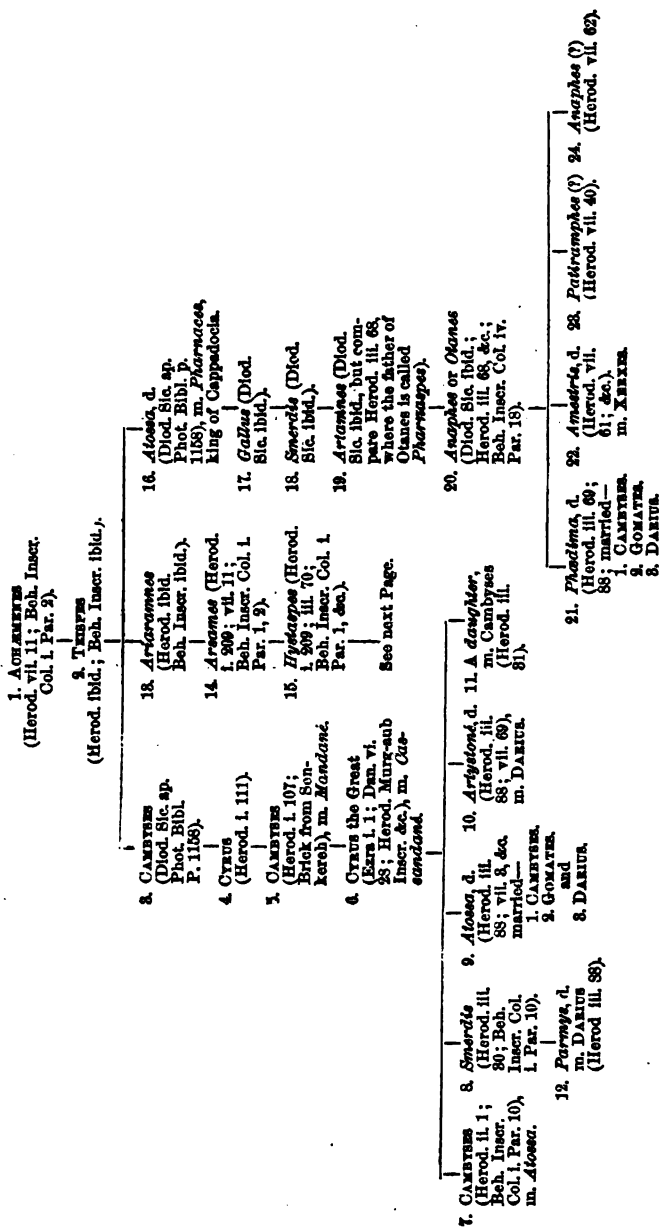 1. ACHÆMENES
(Herod. vii. 11; Beh. Inscr.
Col. i. Par. 2).
2. TEISPES
(Herod. ibid.; Beh. Inscr. ibid.).
3. CAMBYSES
(Diod. Sic. ap.
Phot. Bibl.
P. 1158).
4. CYRUS
(Herod. i. 111).
5. CAMBYSES
(Herod. i. 107;
Brick from Sen-
kereh), m. Mandané.
6. CYRUS the Great
(Ezra i. 1; Dan. vi.
28; Herod. Murg-aub
Inscr. &c.), m. Cas-
sandané.
7. CAMBYSES
(Herod. ii. 1;
Beh. Inscr.
Col. i. Par. 10),
m. Atossa.
8. Smerdis
(Herod. iii.
30; Beh.
Inscr. Col.
i. Par. 10).
12. Parmys, d.
m. DARIUS
(Herod iii. 88).
9. Atossa, d.
(Herod. iii.
88; vii. 8, &c.
married—
1. CAMBYSES.
2. GOMATES.
and
3. DARIUS.
10. Artystoné, d.
(Herod. iii.
88; vii. 69),
m. DARIUS.
11. A daughter,
m. Cambyses
(Herod. iii.
31).
13. Ariaramnes
(Herod. ibid.
Beh. Inscr. ibid.).
14. Arsames (Herod.
i. 209; vii. 11;
Beh. Inscr. Col. i.
Par. 1, 2).
15. Hystaspes (Herod.
i. 209; iii. 70;
Beh. Inscr. Col. i.
Par. 1, &c.).
See next Page.
16. Atossa, d.
(Diod. Sic. ap.
Phot. Bibl. p.
1158), m. Pharnaces,
king of Cappadocia.
17. Gallus (Diod.
Sic. ibid.).
18. Smerdis (Diod.
Sic. ibid.).
19. Artamnes (Diod.
Sic. ibid., but com-
pare Herod. iii. 68,
where the father of
Otanes is called
Pharnaspes).
20. Anaphes or Otanes
(Diod. Sic. ibid.;
Herod. iii. 68, &c.;
Beh. Inscr. Col. iv.
Par. 18).
21. Phædima, d.
(Herod. iii. 69;
88; married—
1. CAMBYSES.
2. GOMATES.
3. DARIUS.
22. Amestris, d.
(Herod. vii.
61; &c.).
m. XERXES.
23. Patiramphes (?)
(Herod. vii. 40).
24. Anaphes (?)
(Herod. vii. 62).